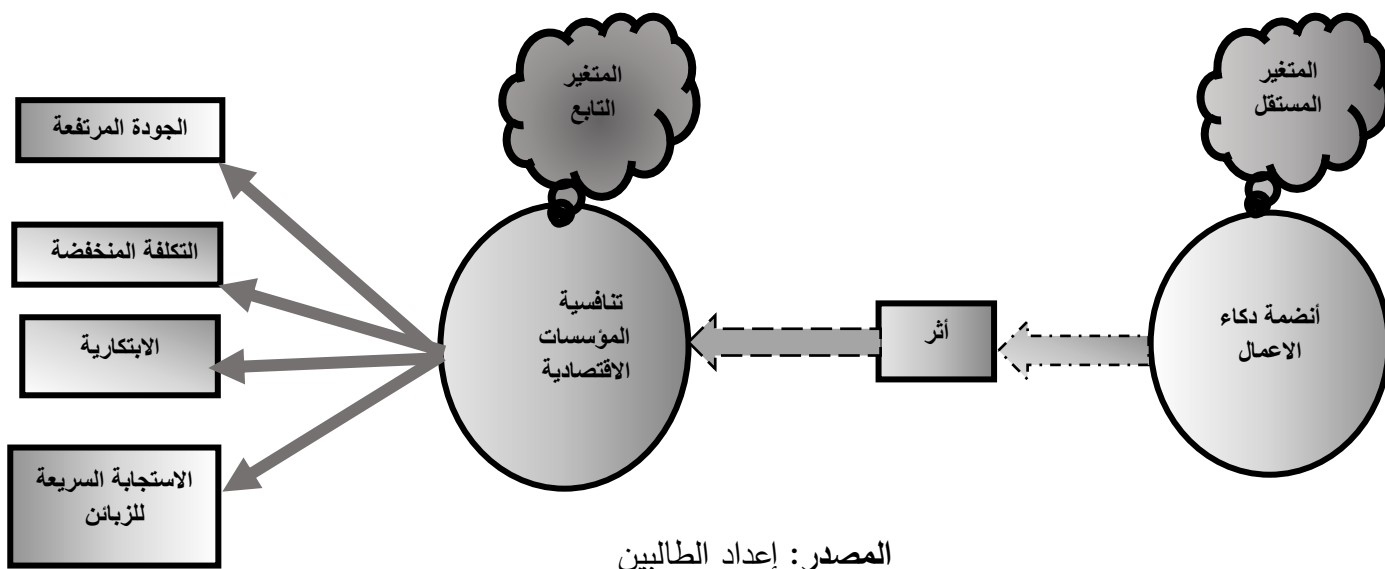 المتغير
المستقل
أنضمة دكاء
الاعمال
أثر
المتغير
التابع
تنافسية
المؤسسات
الاقتصادية
الجودة المرتفعة
التكلفة المنخفضة
الابتكارية
الاستجابة السريعة
للزبائن
المصدر: إعداد الطالبين